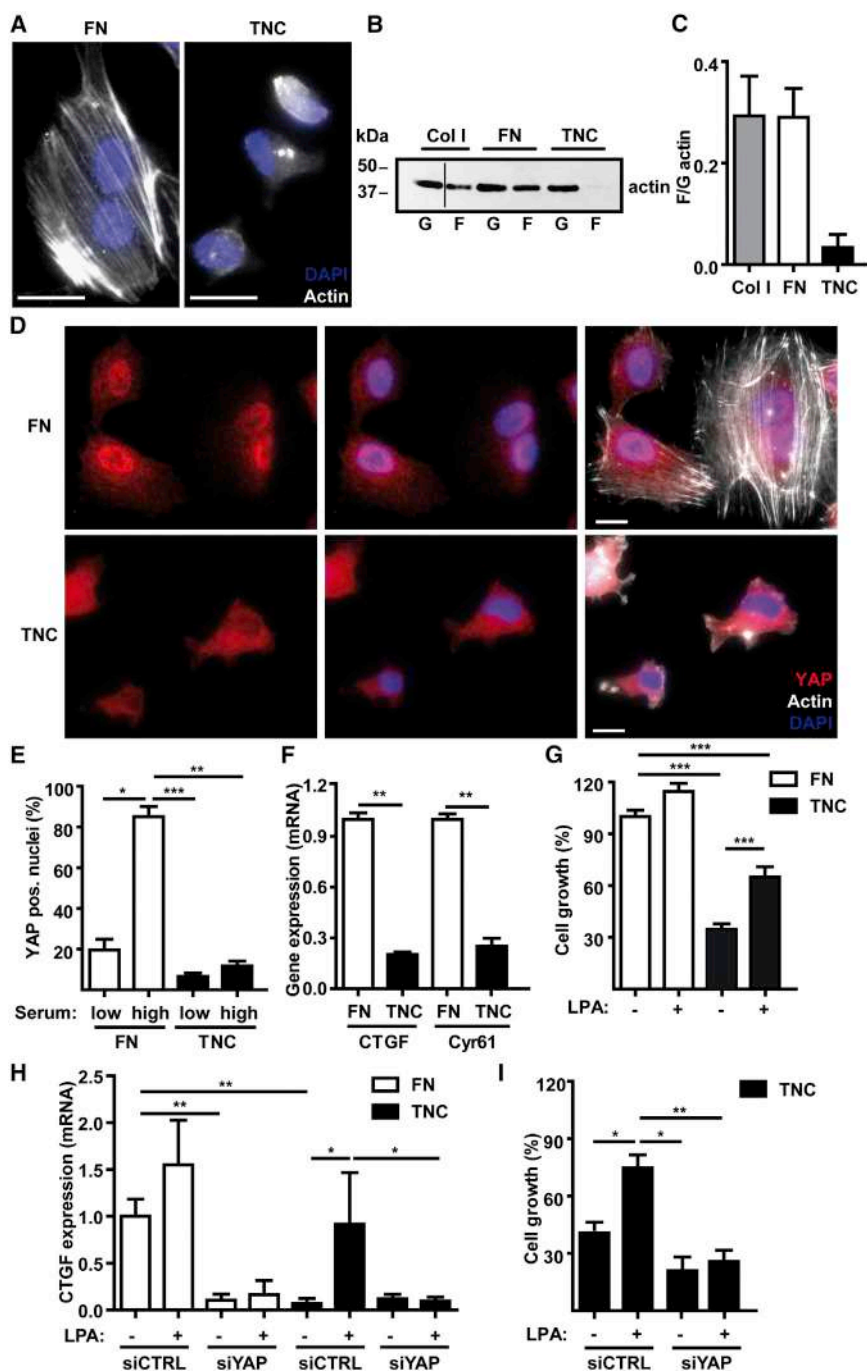 A
FN
TNC
DAPI
Actin
B
kDa
Col I FN TNC
50
37
actin
G F G F G F
C
F/G actin
0.4
0.2
0.0
Col I FN TNC
D
FN
TNC
YAP
Actin
DAPI
E
YAP pos. nuclei (%)
100
80
60
40
20
* ** ***
Serum: low high low high
FN TNC
F
Gene expression (mRNA)
1.2
0.9
0.6
0.3
0.0
** **
FN TNC FN TNC
CTGF Cyr61
G
Cell growth (%)
120
90
60
30
***
***
***
FN
TNC
LPA: - + - +
H
CTGF expression (mRNA)
2.5
2.0
1.5
1.0
0.5
0.0
**
**
* *
FN
TNC
LPA: - + - + - + - +
siCTRL siYAP siCTRL siYAP
I
Cell growth (%)
120
90
60
30
**
* *
TNC
LPA: - + - +
siCTRL siYAP